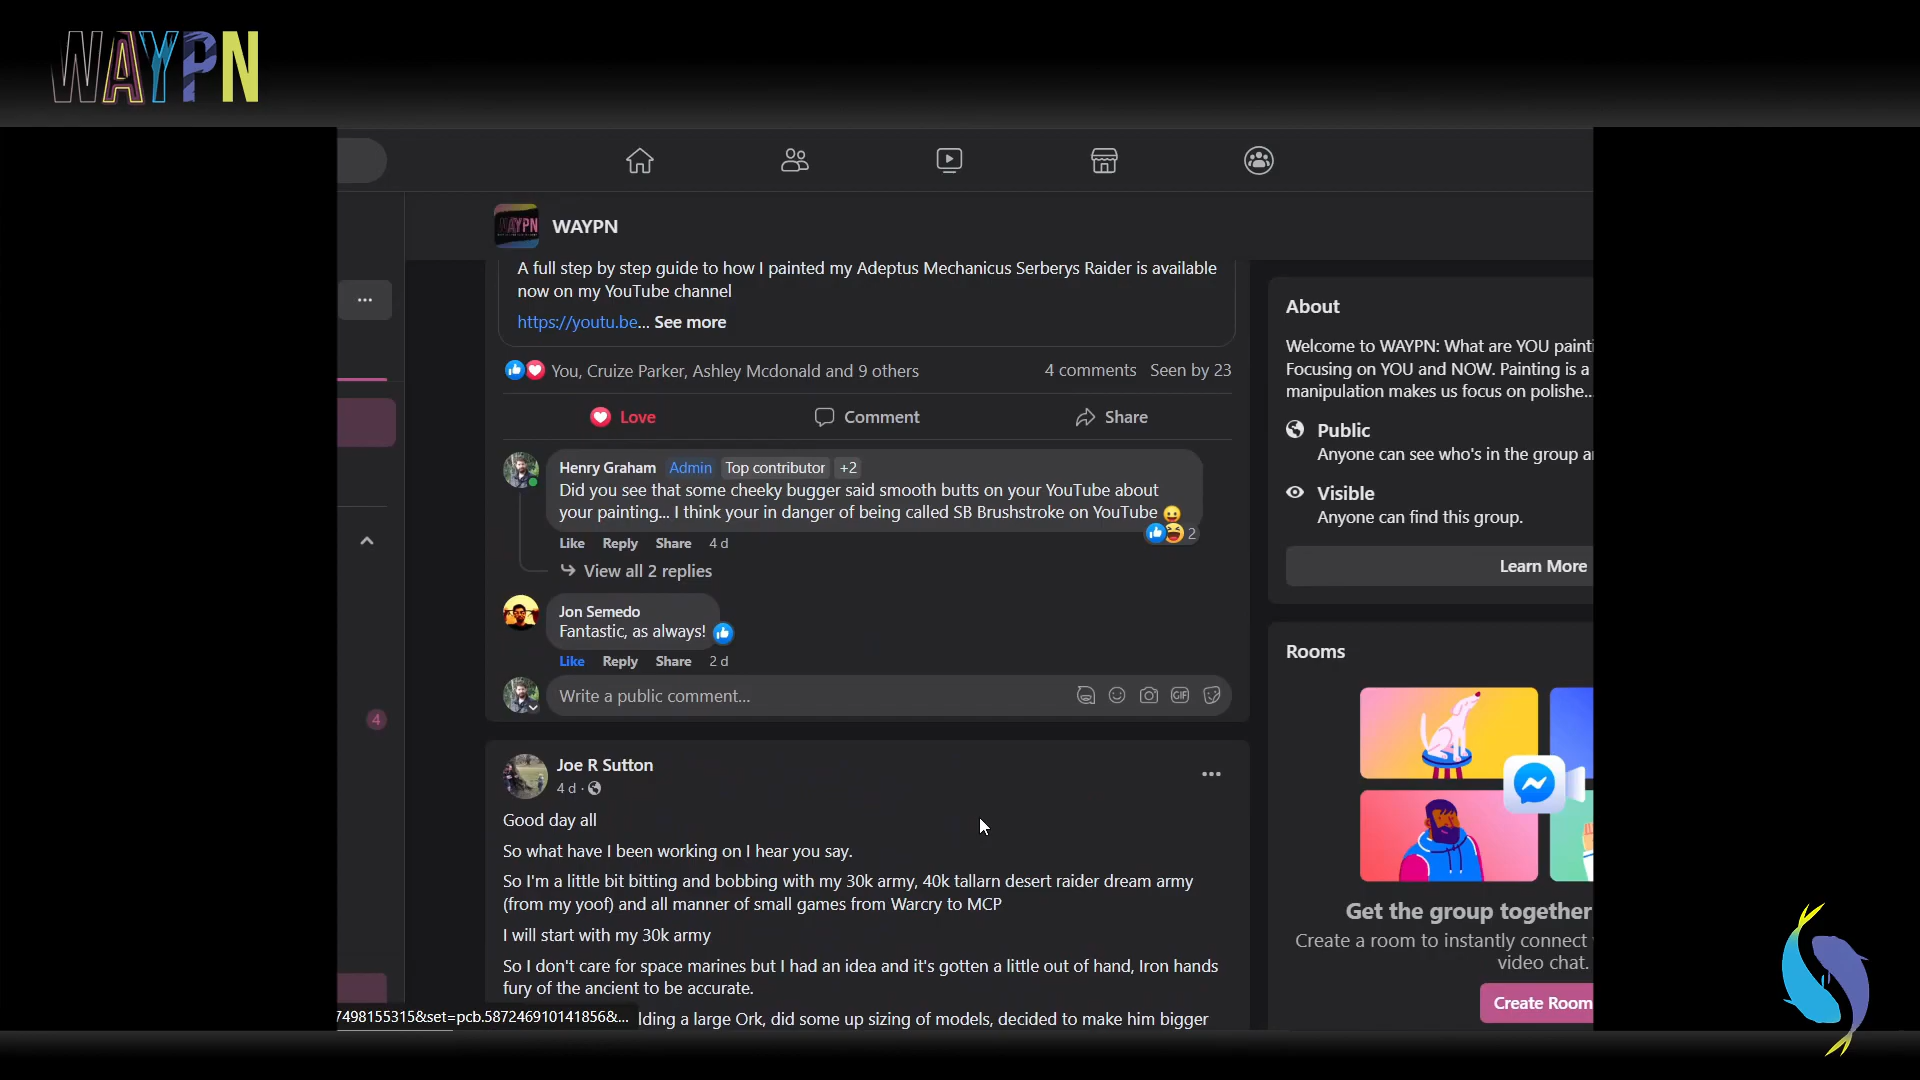 WAYPN
WAYPN
WAYPN
A full step by step guide to how I painted my Adeptus Mechanicus Serberys Raider is available
now on my YouTube channel
https://youtu.be... See more
You, Cruize Parker, Ashley Mcdonald and 9 others
4 comments Seen by 23
Love Comment Share
Henry Graham Admin Top contributor +2
Did you see that some cheeky bugger said smooth butts on your YouTube about
your painting... I think your in danger of being called SB Brushstroke on YouTube
2
Like Reply Share 4 d
View all 2 replies
Jon Semedo
Fantastic, as always!
Like Reply Share 2 d
Write a public comment...
GIF
4
Joe R Sutton
4 d ·
Good day all
So what have I been working on I hear you say.
So I'm a little bit bitting and bobbing with my 30k army, 40k tallarn desert raider dream army
(from my yoof) and all manner of small games from Warcry to MCP
I will start with my 30k army
So I don't care for space marines but I had an idea and it's gotten a little out of hand, Iron hands
fury of the ancient to be accurate.
lding a large Ork, did some up sizing of models, decided to make him bigger
7498155315&set=pcb.587246910141856&...
About
Welcome to WAYPN: What are YOU painti
Focusing on YOU and NOW. Painting is a
manipulation makes us focus on polishe...
Public
Anyone can see who's in the group a
Visible
Anyone can find this group.
Learn More
Rooms
Get the group together
Create a room to instantly connect
video chat.
Create Room